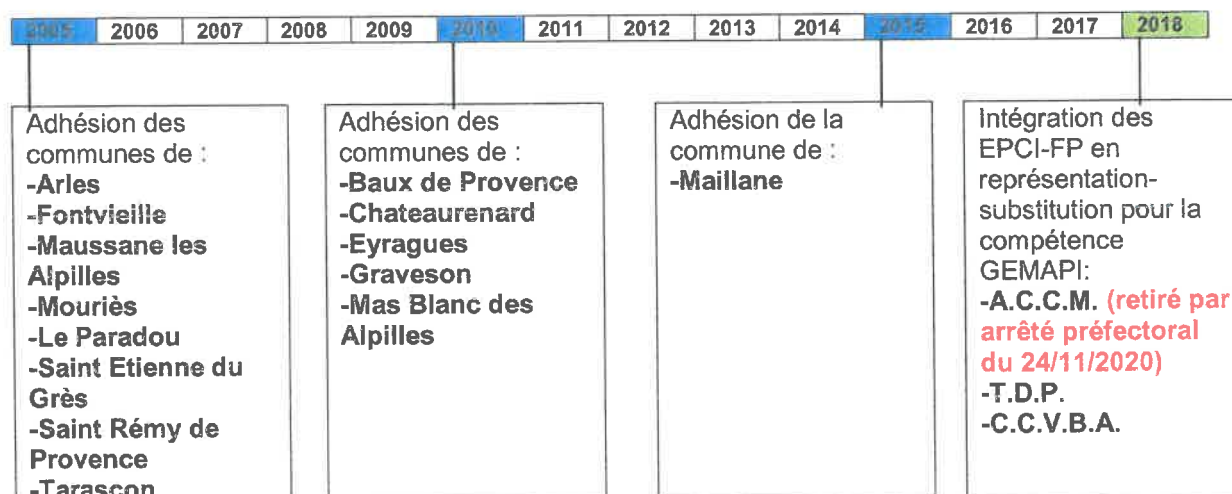 2005 2006 2007 2008 2009 2010 2011 2012 2013 2014 2015 2016 2017 2018
Adhésion des
communes de :
-Arles
-Fontvieille
-Maussane les
Alpilles
-Mouriès
-Le Paradou
-Saint Etienne du
Grès
-Saint Rémy de
Provence
-Tarascon
Adhésion des
communes de :
-Baux de Provence
-Chateaurenard
-Eyragues
-Graveson
-Mas Blanc des
Alpilles
Adhésion de la
commune de :
-Maillane
Intégration des
EPCI-FP en
représentation-
substitution pour la
compétence
GEMAPI:
-A.C.C.M. (retiré par
arrêté préfectoral
du 24/11/2020)
-T.D.P.
-C.C.V.B.A.